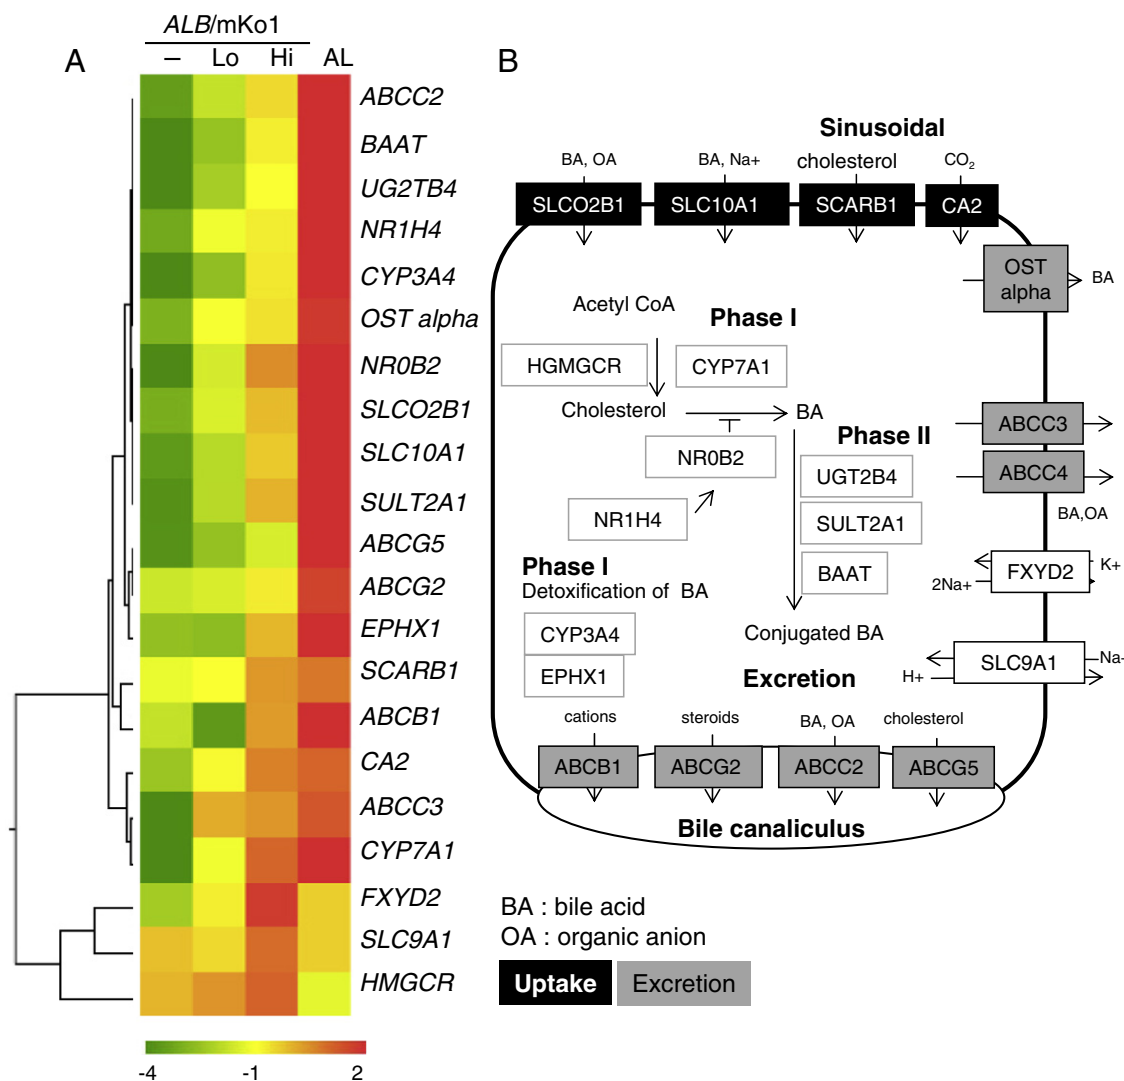 A
ALB/mKo1
– Lo Hi AL
ABCC2
BAAT
UG2TB4
NR1H4
CYP3A4
OST alpha
NR0B2
SLCO2B1
SLC10A1
SULT2A1
ABCG5
ABCG2
EPHX1
SCARB1
ABCB1
CA2
ABCC3
CYP7A1
FXYD2
SLC9A1
HMGCR
-4 -1 2
B
Sinusoidal
BA, OA BA, Na+ cholesterol CO2
SLCO2B1 SLC10A1 SCARB1 CA2
OST
alpha
BA
Acetyl CoA
Phase I
HGMGCR CYP7A1
Cholesterol BA
ABCC3
Phase II
NR0B2
UGT2B4
ABCC4
BA,OA
NR1H4
SULT2A1
Phase I
Detoxification of BA
BAAT
FXYD2
K+
2Na+
CYP3A4
Conjugated BA
EPHX1
SLC9A1
Na-
H+
Excretion
cations steroids BA, OA cholesterol
ABCB1 ABCG2 ABCC2 ABCG5
Bile canaliculus
BA : bile acid
OA : organic anion
Uptake Excretion